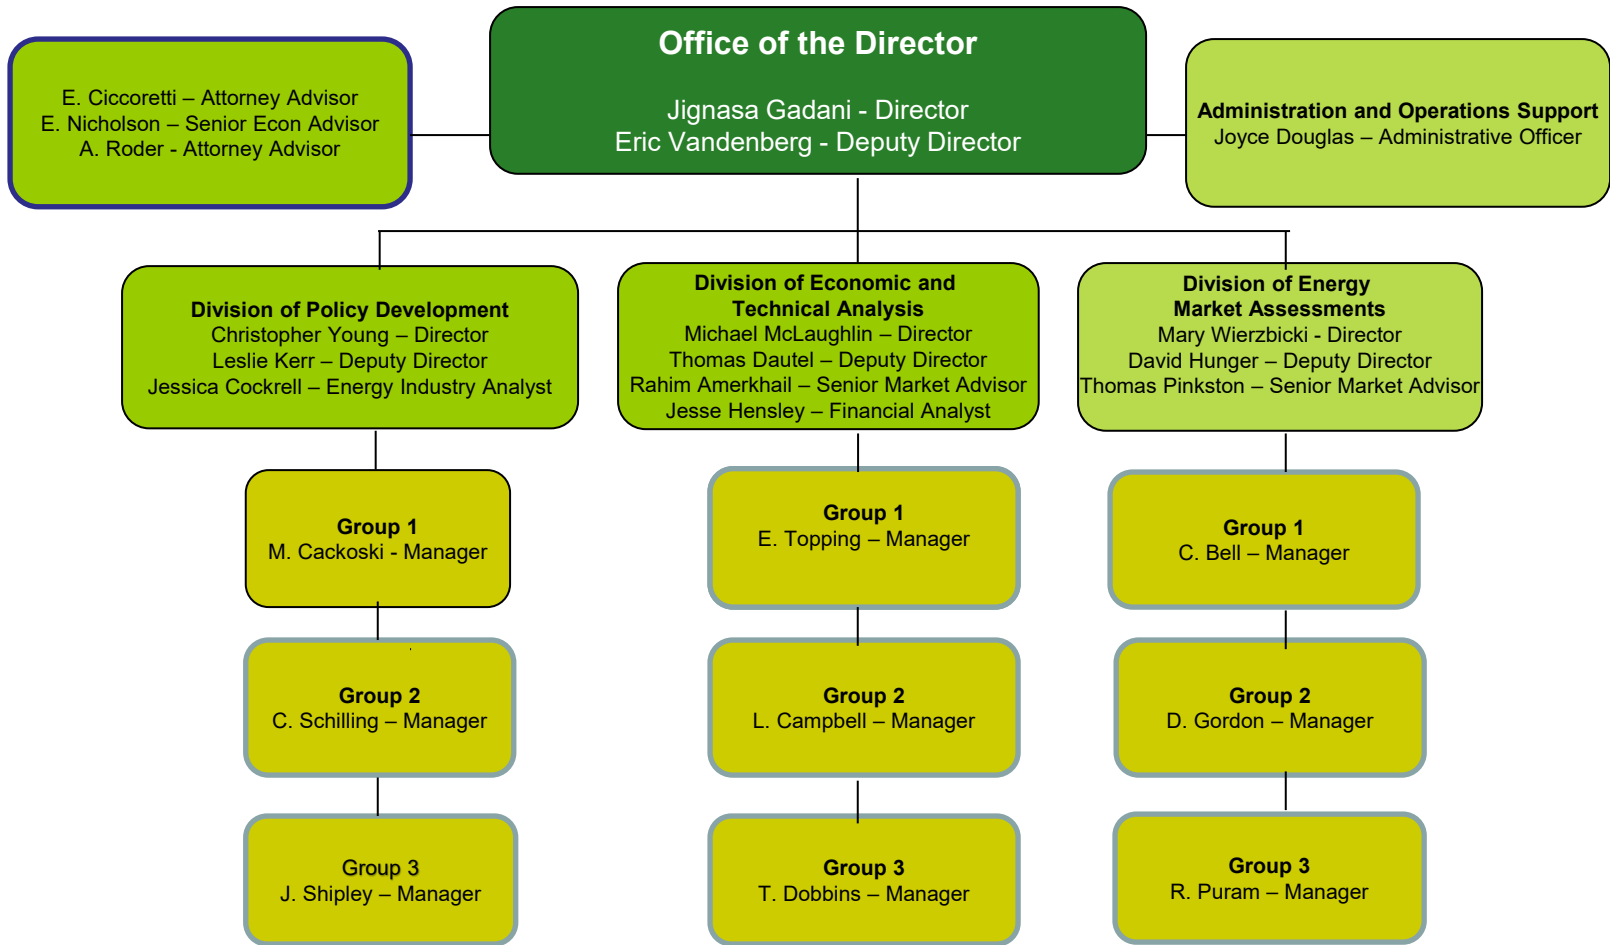 Office of the Director
Jignasa Gadani - Director
Eric Vandenberg - Deputy Director
E. Ciccoretti – Attorney Advisor
E. Nicholson – Senior Econ Advisor
A. Roder - Attorney Advisor
Administration and Operations Support
Joyce Douglas – Administrative Officer
Division of Policy Development
Christopher Young – Director
Leslie Kerr – Deputy Director
Jessica Cockrell – Energy Industry Analyst
Division of Economic and
Technical Analysis
Michael McLaughlin – Director
Thomas Dautel – Deputy Director
Rahim Amerkhail – Senior Market Advisor
Jesse Hensley – Financial Analyst
Division of Energy
Market Assessments
Mary Wierzbicki - Director
David Hunger – Deputy Director
Thomas Pinkston – Senior Market Advisor
Group 1
M. Cackoski - Manager
Group 1
E. Topping – Manager
Group 1
C. Bell – Manager
Group 2
C. Schilling – Manager
Group 2
L. Campbell – Manager
Group 2
D. Gordon – Manager
Group 3
J. Shipley – Manager
Group 3
T. Dobbins – Manager
Group 3
R. Puram – Manager